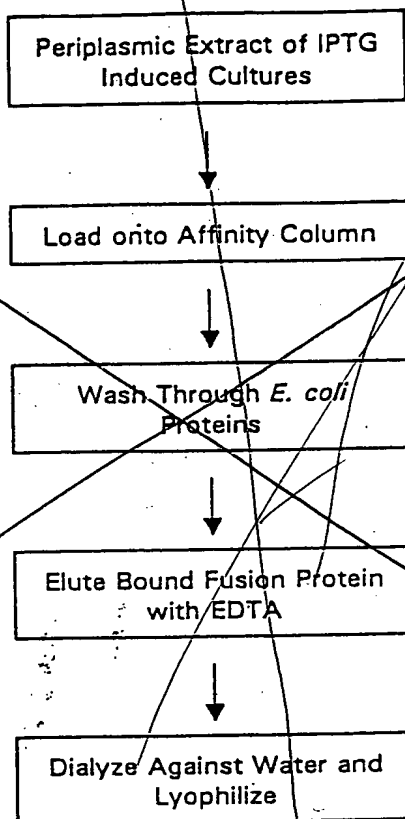 Periplasmic Extract of IPTG
Induced Cultures
Load onto Affinity Column
Wash Through E. coli
Proteins
Elute Bound Fusion Protein
with EDTA
Dialyze Against Water and
Lyophilize